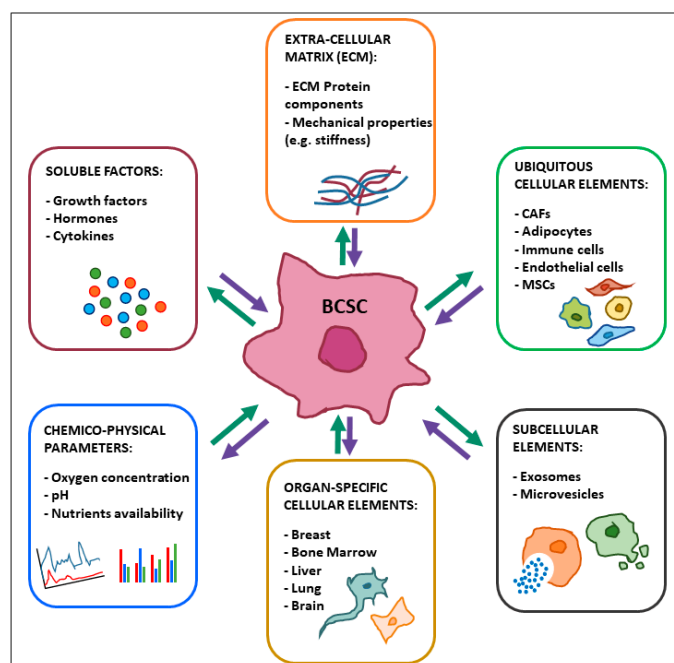 EXTRA-CELLULAR
MATRIX (ECM):
- ECM Protein
components
- Mechanical properties
(e.g. stiffness)
SOLUBLE FACTORS:
- Growth factors
- Hormones
- Cytokines
UBIQUITOUS
CELLULAR ELEMENTS:
- CAFs
- Adipocytes
- Immune cells
- Endothelial cells
- MSCs
BCSC
CHEMICO-PHYSICAL
PARAMETERS:
- Oxygen concentration
- pH
- Nutrients availability
ORGAN-SPECIFIC
CELLULAR ELEMENTS:
- Breast
- Bone Marrow
- Liver
- Lung
- Brain
SUBCELLULAR
ELEMENTS:
- Exosomes
- Microvesicles